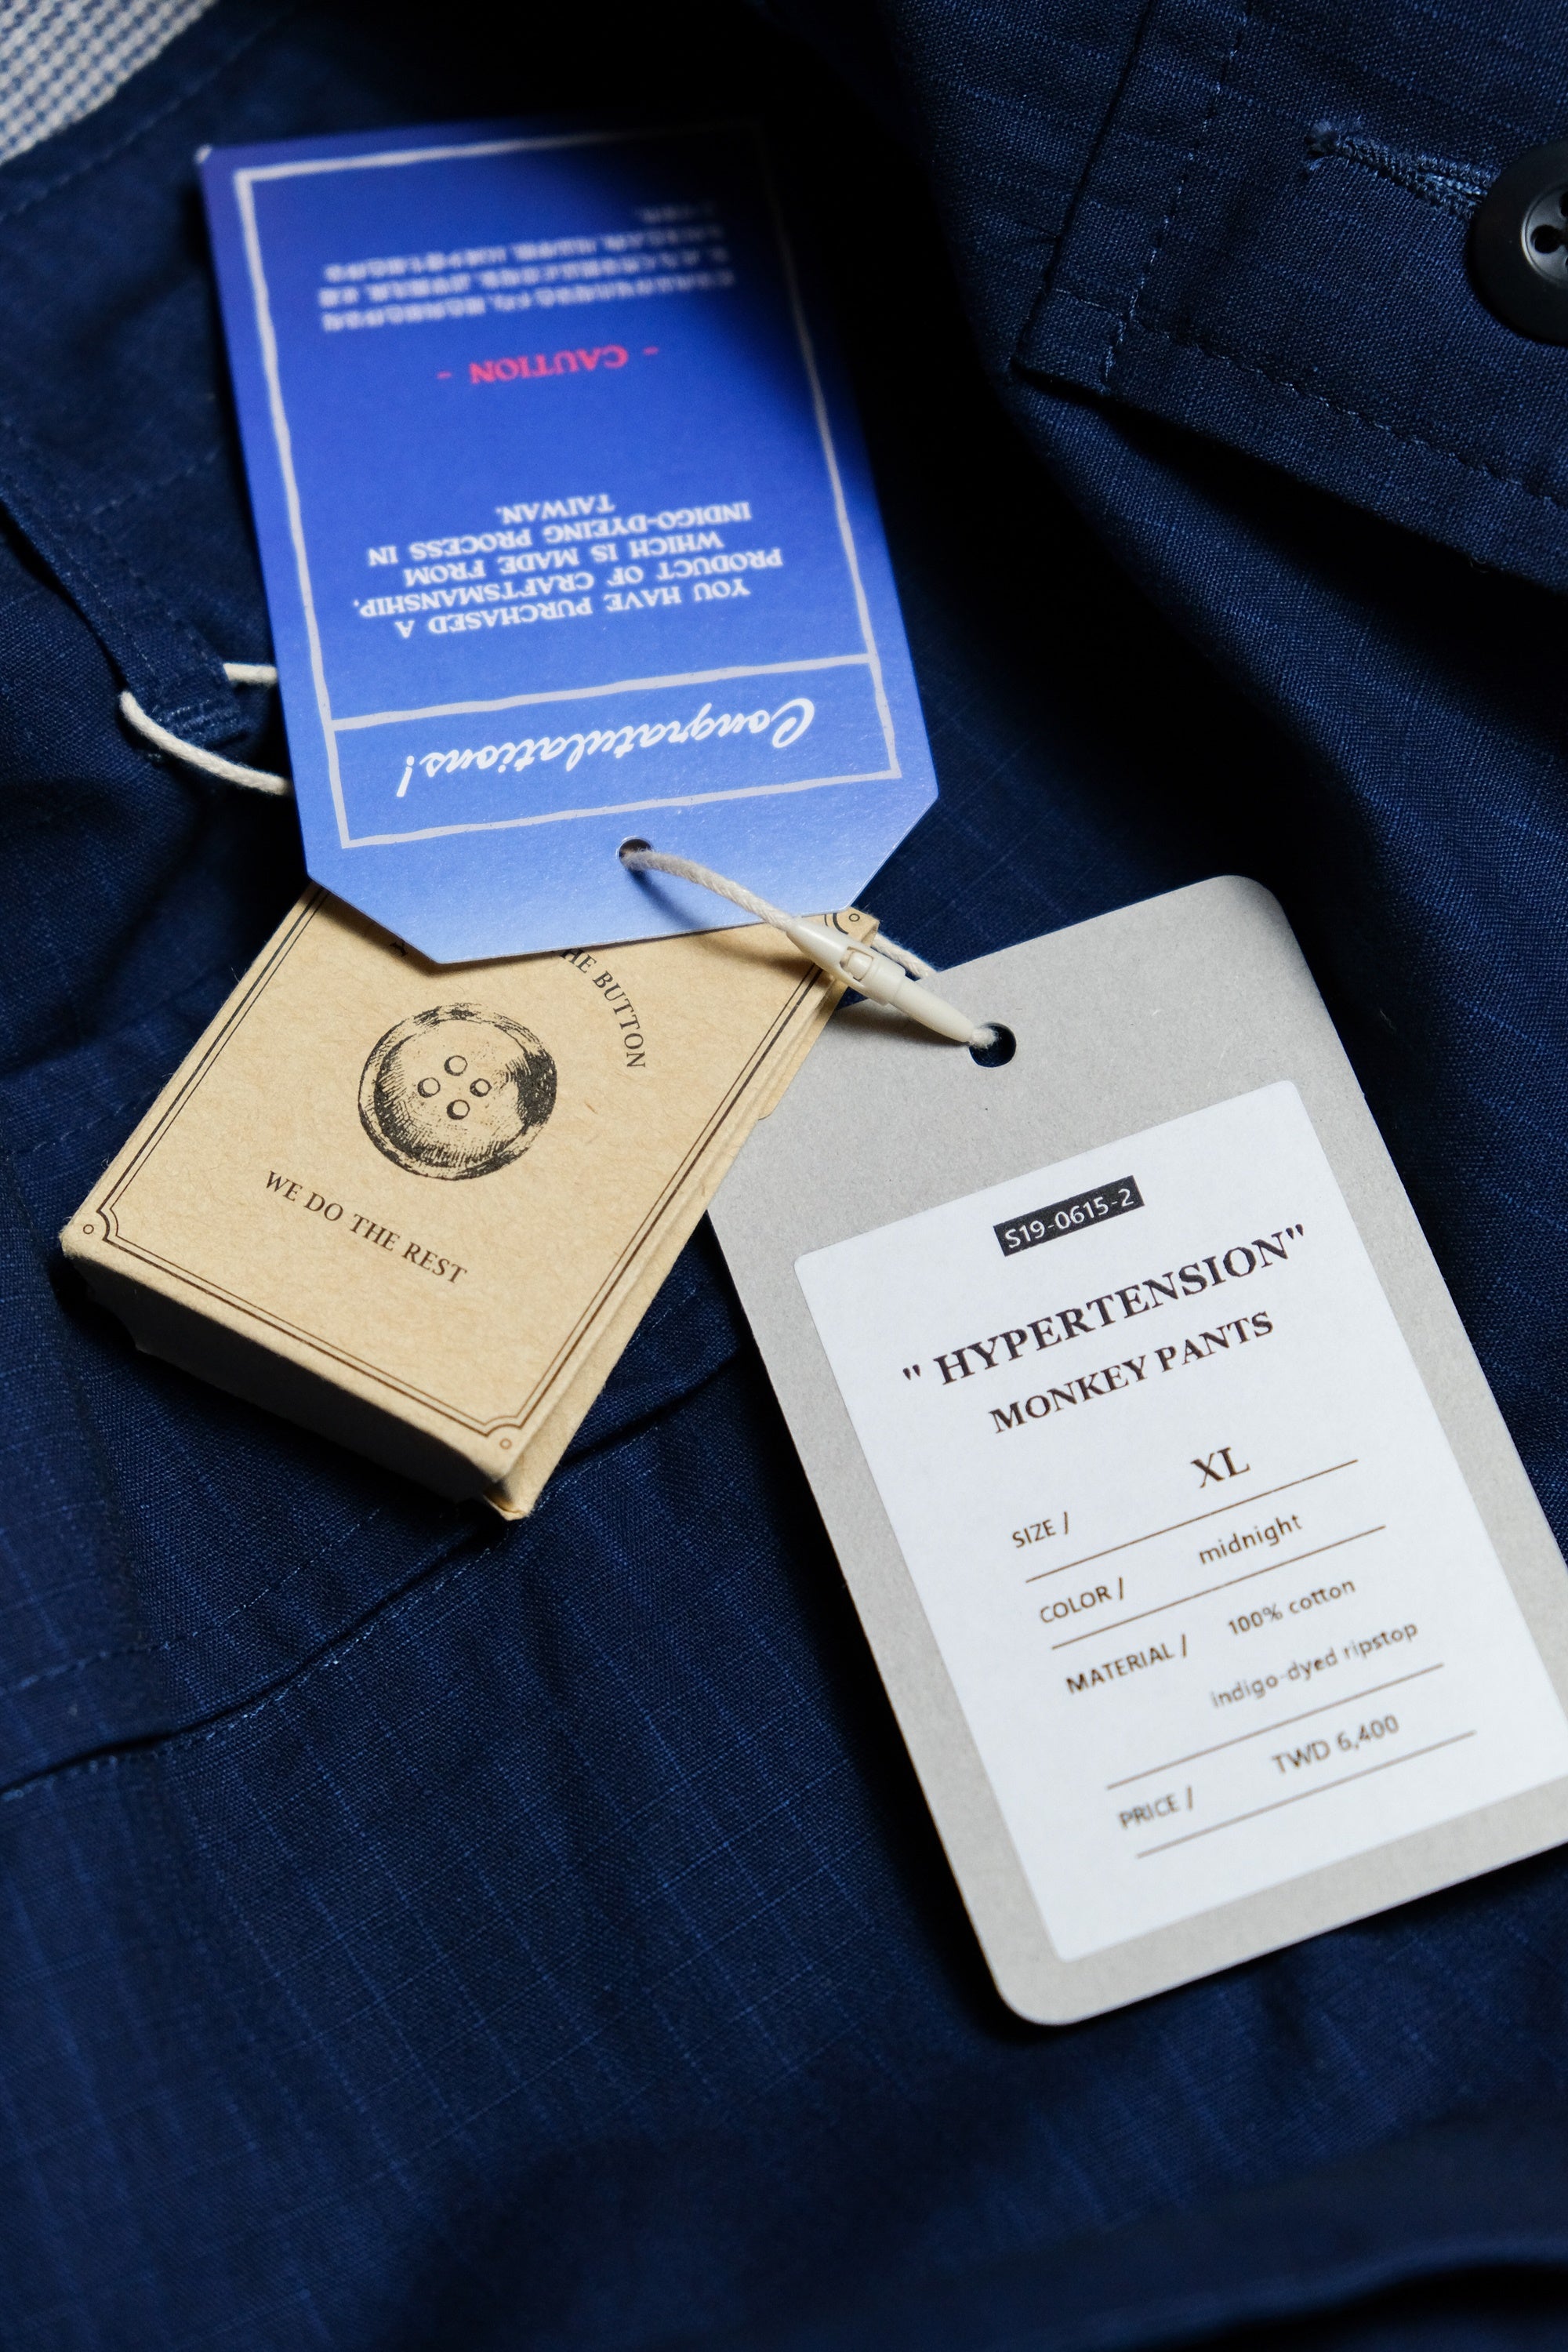 Congratulations!
YOU HAVE PURCHASED A
PRODUCT OF CRAFTSMANSHIP.
WHICH IS MADE FROM
INDIGO-DYEING PROCESS IN
TAIWAN.
- CAUTION -
HE BUTTON
WE DO THE REST
S19-0615-2
" HYPERTENSION"
MONKEY PANTS
SIZE / XL
COLOR / midnight
MATERIAL / 100% cotton
indigo-dyed ripstop
PRICE / TWD 6,400